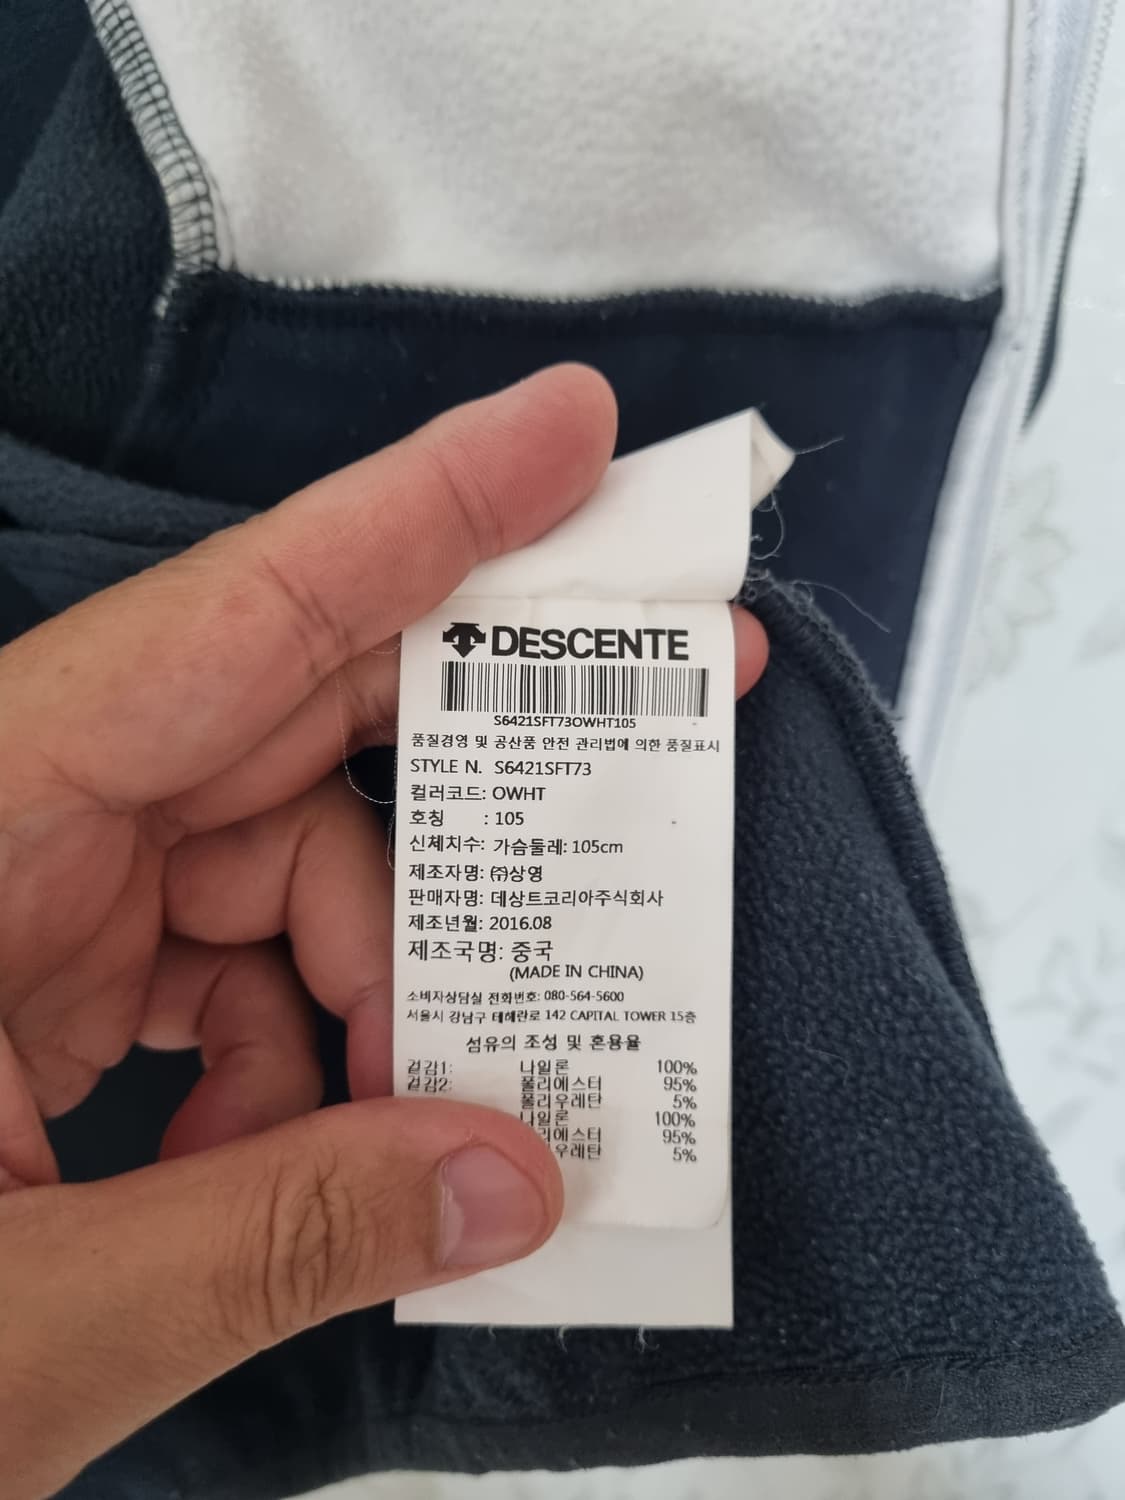 DESCENTE
S6421SFT73OWHT105
품질경영 및 공산품 안전 관리법에 의한 품질표시
STYLE N. S6421SFT73
컬러코드: OWHT
호칭 : 105
신체치수: 가슴둘레: 105cm
제조자명: ㈜상영
판매자명: 데상트코리아주식회사
제조년월: 2016.08
제조국명: 중국
(MADE IN CHINA)
소비자상담실 전화번호: 080-564-5600
서울시 강남구 테헤란로 142 CAPITAL TOWER 15층
섬유의 조성 및 혼용율
겉감1: 나일론 100%
겉감2: 폴리에스터 95%
폴리우레탄 5%
나일론 100%
리에스터 95%
우레탄 5%